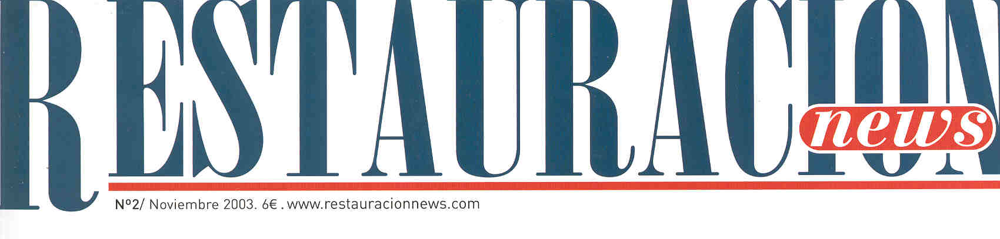 RESTAURACION
news
Nº2/ Noviembre 2003. 6€ . www.restauracionnews.com